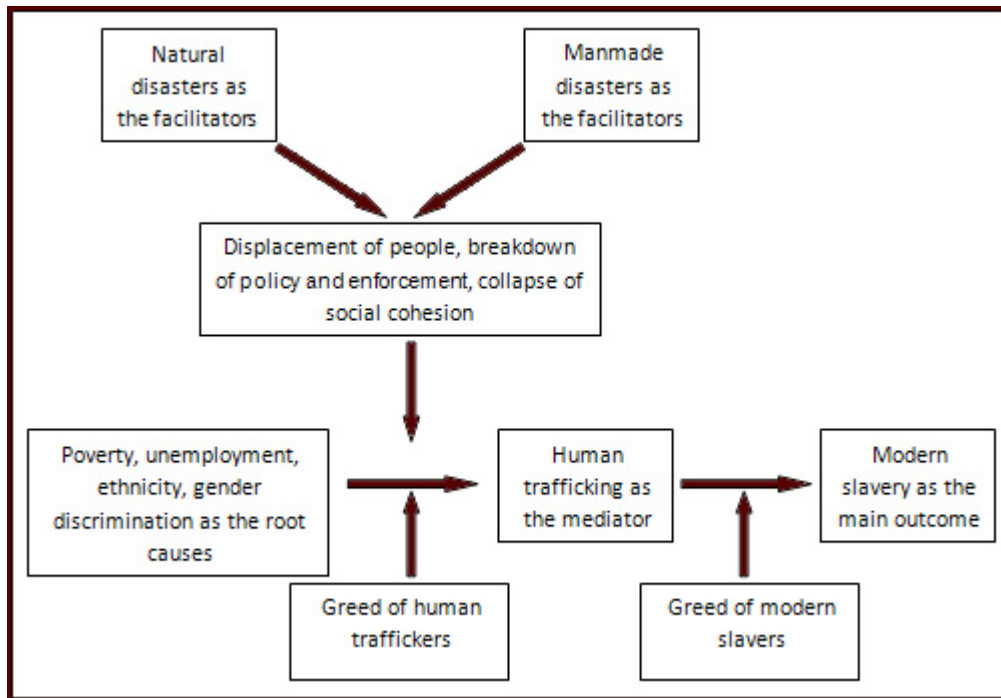 Natural
disasters as
the facilitators
Manmade
disasters as
the facilitators
Displacement of people, breakdown
of policy and enforcement, collapse of
social cohesion
Poverty, unemployment,
ethnicity, gender
discrimination as the root
causes
Human
trafficking as
the mediator
Modern
slavery as the
main outcome
Greed of human
traffickers
Greed of modern
slavers